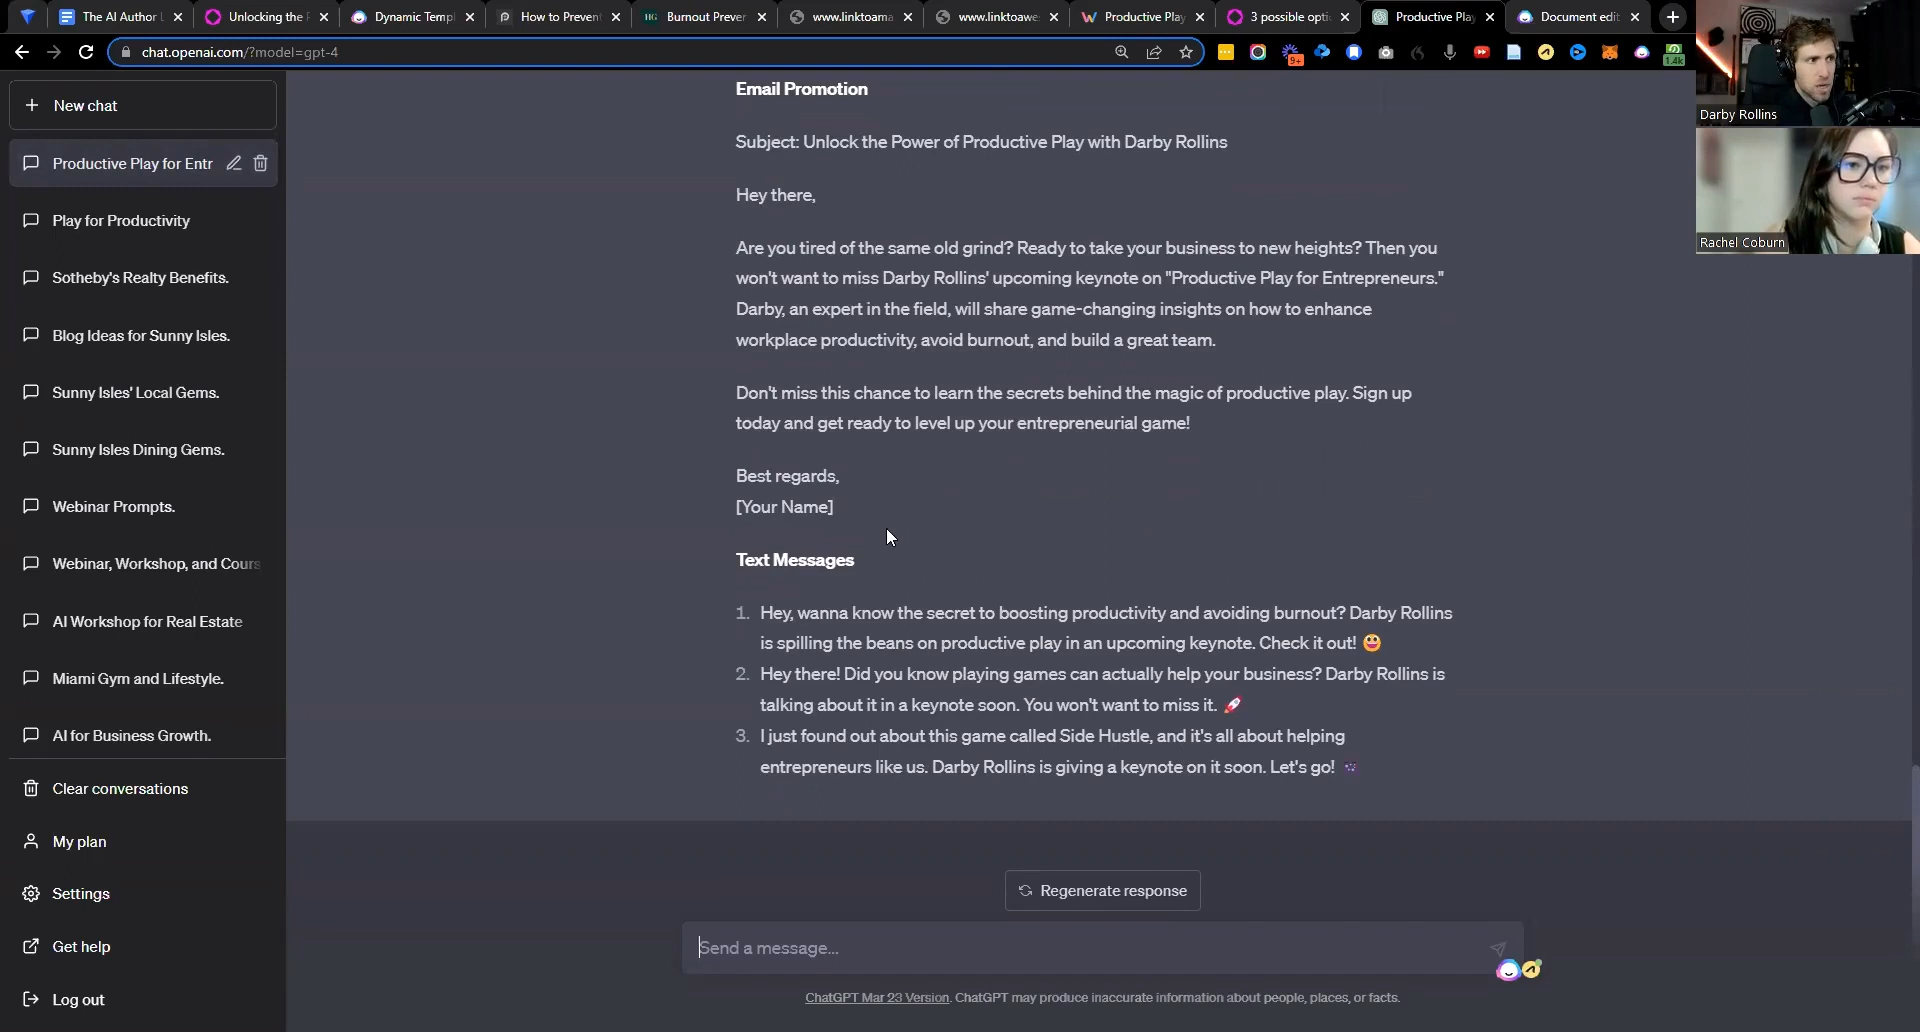 The AI Author L
Unlocking the P
Dynamic Templ
How to Prevent
HG Burnout Prever
www.linktoama
www.linktoawe
Productive Play
3 possible optio
Productive Play
Document edit
chat.openai.com/?model=gpt-4
9+
1.4k
New chat
Productive Play for Entr
Play for Productivity
Sotheby's Realty Benefits.
Blog Ideas for Sunny Isles.
Sunny Isles' Local Gems.
Sunny Isles Dining Gems.
Webinar Prompts.
Webinar, Workshop, and Cours
AI Workshop for Real Estate
Miami Gym and Lifestyle.
AI for Business Growth.
Clear conversations
My plan
Settings
Get help
Log out
Email Promotion
Subject: Unlock the Power of Productive Play with Darby Rollins
Hey there,
Are you tired of the same old grind? Ready to take your business to new heights? Then you
won't want to miss Darby Rollins' upcoming keynote on "Productive Play for Entrepreneurs."
Darby, an expert in the field, will share game-changing insights on how to enhance
workplace productivity, avoid burnout, and build a great team.
Don't miss this chance to learn the secrets behind the magic of productive play. Sign up
today and get ready to level up your entrepreneurial game!
Best regards,
[Your Name]
Text Messages
1. Hey, wanna know the secret to boosting productivity and avoiding burnout? Darby Rollins
is spilling the beans on productive play in an upcoming keynote. Check it out! 😃
2. Hey there! Did you know playing games can actually help your business? Darby Rollins is
talking about it in a keynote soon. You won't want to miss it. 🚀
3. I just found out about this game called Side Hustle, and it's all about helping
entrepreneurs like us. Darby Rollins is giving a keynote on it soon. Let's go! 🌌
Regenerate response
Send a message...
ChatGPT Mar 23 Version. ChatGPT may produce inaccurate information about people, places, or facts.
Darby Rollins
Rachel Coburn